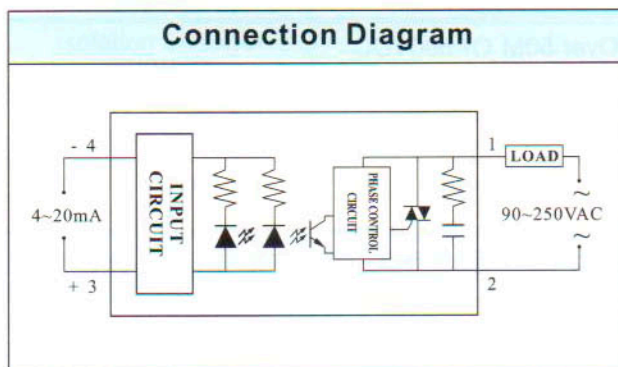 Connection Diagram
- 4
1
LOAD
INPUT CIRCUIT
PHASE CONTROL CIRCUIT
4~20mA
~
90~250VAC
~
+ 3
2